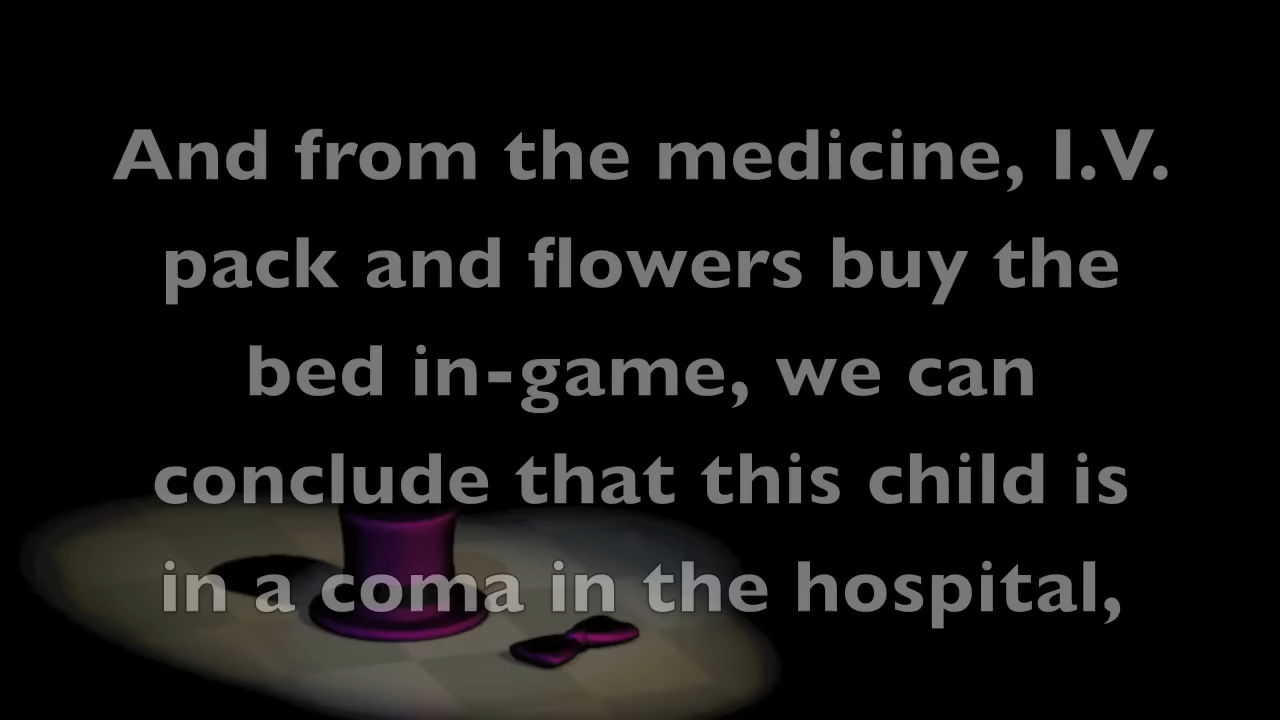 And from the medicine, I.V.
pack and flowers buy the
bed in-game, we can
conclude that this child is
in a coma in the hospital,